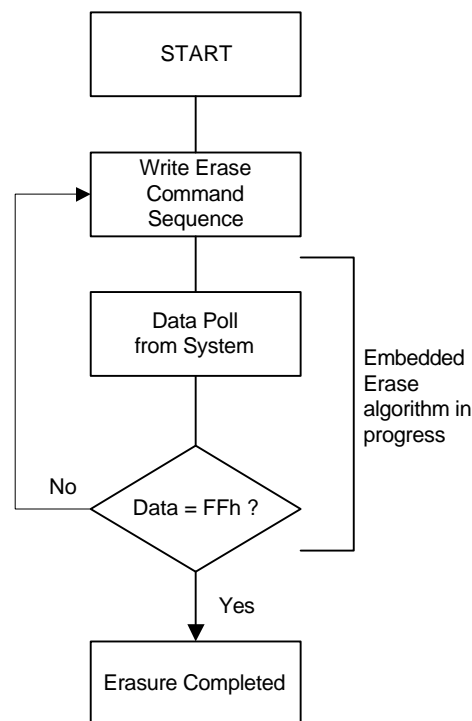 START
Write Erase
Command
Sequence
Data Poll
from System
Embedded
Erase
algorithm in
progress
No
Data = FFh ?
Yes
Erasure Completed